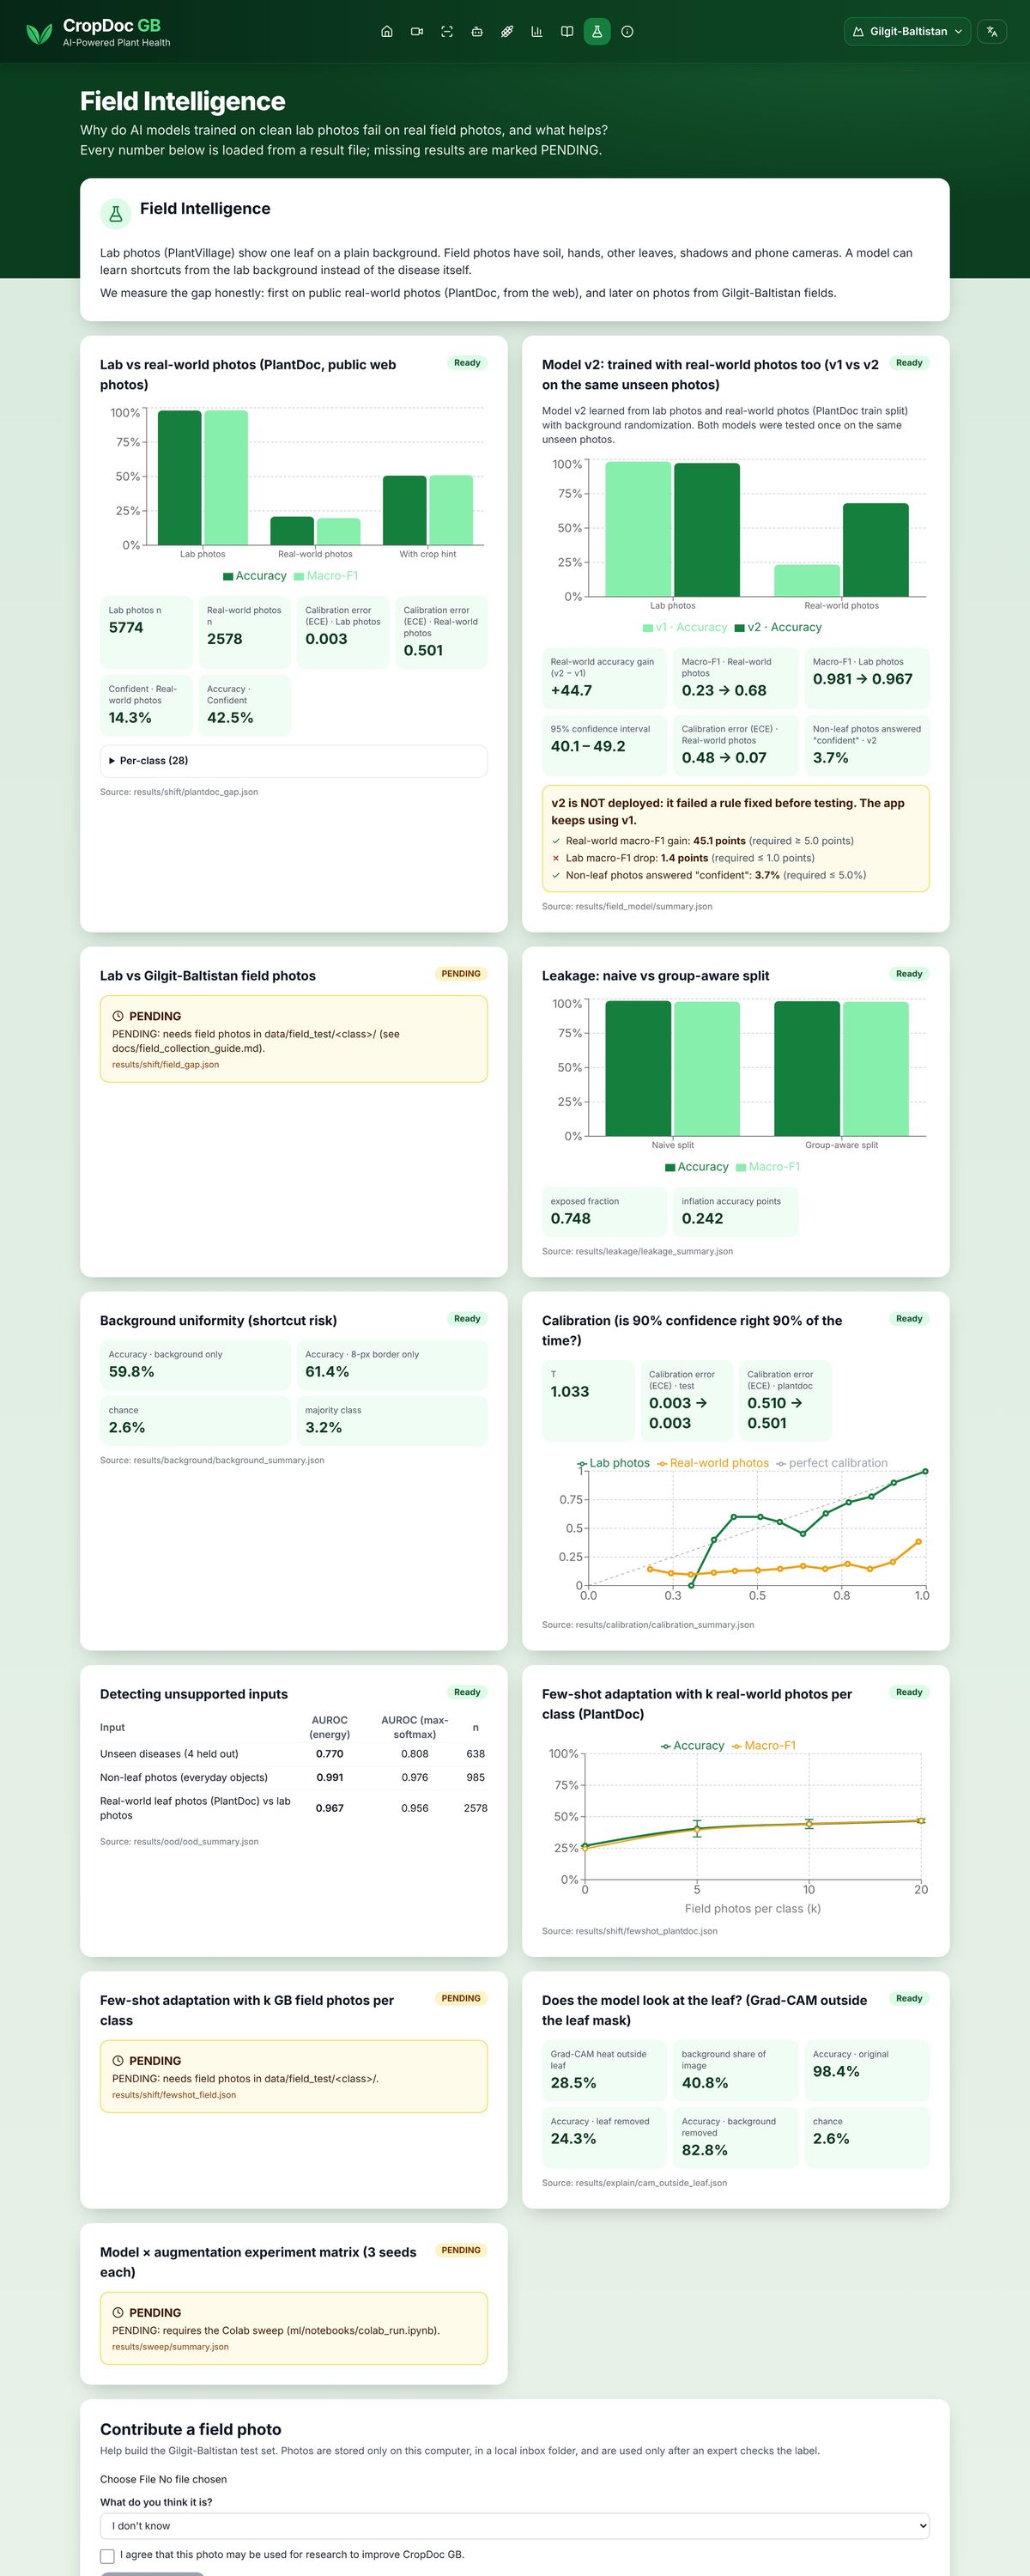 CropDoc GB
AI-Powered Plant Health
Gilgit-Baltistan
Field Intelligence
Why do AI models trained on clean lab photos fail on real field photos, and what helps?
Every number below is loaded from a result file; missing results are marked PENDING.
Field Intelligence
Lab photos (PlantVillage) show one leaf on a plain background. Field photos have soil, hands, other leaves, shadows and phone cameras. A model can
learn shortcuts from the lab background instead of the disease itself.
We measure the gap honestly: first on public real-world photos (PlantDoc, from the web), and later on photos from Gilgit-Baltistan fields.
Lab vs real-world photos (PlantDoc, public web
photos)
Ready
100%
75%
50%
25%
0%
Lab photos
Real-world photos
With crop hint
Accuracy
Macro-F1
Lab photos n
5774
Real-world photos
n
2578
Calibration error
(ECE) · Lab photos
0.003
Calibration error
(ECE) · Real-world
photos
0.501
Confident · Real-
world photos
14.3%
Accuracy ·
Confident
42.5%
Per-class (28)
Source: results/shift/plantdoc_gap.json
Model v2: trained with real-world photos too (v1 vs v2
on the same unseen photos)
Ready
Model v2 learned from lab photos and real-world photos (PlantDoc train split)
with background randomization. Both models were tested once on the same
unseen photos.
100%
75%
50%
25%
0%
Lab photos
Real-world photos
v1 · Accuracy
v2 · Accuracy
Real-world accuracy gain
(v2 − v1)
+44.7
Macro-F1 · Real-world
photos
0.23 → 0.68
Macro-F1 · Lab photos
0.981 → 0.967
95% confidence interval
40.1 – 49.2
Calibration error (ECE) ·
Real-world photos
0.48 → 0.07
Non-leaf photos answered
"confident" · v2
3.7%
v2 is NOT deployed: it failed a rule fixed before testing. The app
keeps using v1.
✓ Real-world macro-F1 gain: 45.1 points (required ≥ 5.0 points)
× Lab macro-F1 drop: 1.4 points (required ≤ 1.0 points)
✓ Non-leaf photos answered "confident": 3.7% (required ≤ 5.0%)
Source: results/field_model/summary.json
Lab vs Gilgit-Baltistan field photos
PENDING
PENDING
PENDING: needs field photos in data/field_test/<class>/ (see
docs/field_collection_guide.md).
results/shift/field_gap.json
Leakage: naive vs group-aware split
Ready
100%
75%
50%
25%
0%
Naive split
Group-aware split
Accuracy
Macro-F1
exposed fraction
0.748
inflation accuracy points
0.242
Source: results/leakage/leakage_summary.json
Background uniformity (shortcut risk)
Ready
Accuracy · background only
59.8%
Accuracy · 8-px border only
61.4%
chance
2.6%
majority class
3.2%
Source: results/background/background_summary.json
Calibration (is 90% confidence right 90% of the
time?)
Ready
T
1.033
Calibration error
(ECE) · test
0.003 →
0.003
Calibration error
(ECE) · plantdoc
0.510 →
0.501
Lab photos
Real-world photos
perfect calibration
1
0.75
0.5
0.25
0
0.0
0.3
0.5
0.8
1.0
Source: results/calibration/calibration_summary.json
Detecting unsupported inputs
Ready
Input
AUROC
(energy)
AUROC (max-
softmax)
n
Unseen diseases (4 held out) 0.770 0.808 638
Non-leaf photos (everyday objects) 0.991 0.976 985
Real-world leaf photos (PlantDoc) vs lab
photos
0.967 0.956 2578
Source: results/ood/ood_summary.json
Few-shot adaptation with k real-world photos per
class (PlantDoc)
Ready
Accuracy
Macro-F1
100%
75%
50%
25%
0%
0
5
10
20
Field photos per class (k)
Source: results/shift/fewshot_plantdoc.json
Few-shot adaptation with k GB field photos per
class
PENDING
PENDING
PENDING: needs field photos in data/field_test/<class>/.
results/shift/fewshot_field.json
Does the model look at the leaf? (Grad-CAM outside
the leaf mask)
Ready
Grad-CAM heat outside
leaf
28.5%
background share of
image
40.8%
Accuracy · original
98.4%
Accuracy · leaf removed
24.3%
Accuracy · background
removed
82.8%
chance
2.6%
Source: results/explain/cam_outside_leaf.json
Model × augmentation experiment matrix (3 seeds
each)
PENDING
PENDING
PENDING: requires the Colab sweep (ml/notebooks/colab_run.ipynb).
results/sweep/summary.json
Contribute a field photo
Help build the Gilgit-Baltistan test set. Photos are stored only on this computer, in a local inbox folder, and are used only after an expert checks the label.
Choose File No file chosen
What do you think it is?
I don't know
I agree that this photo may be used for research to improve CropDoc GB.